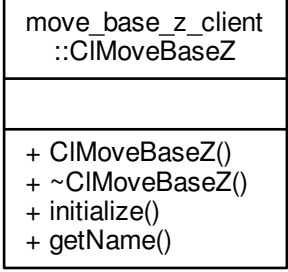 move_base_z_client
::ClMoveBaseZ
+ ClMoveBaseZ()
+ ~ClMoveBaseZ()
+ initialize()
+ getName()